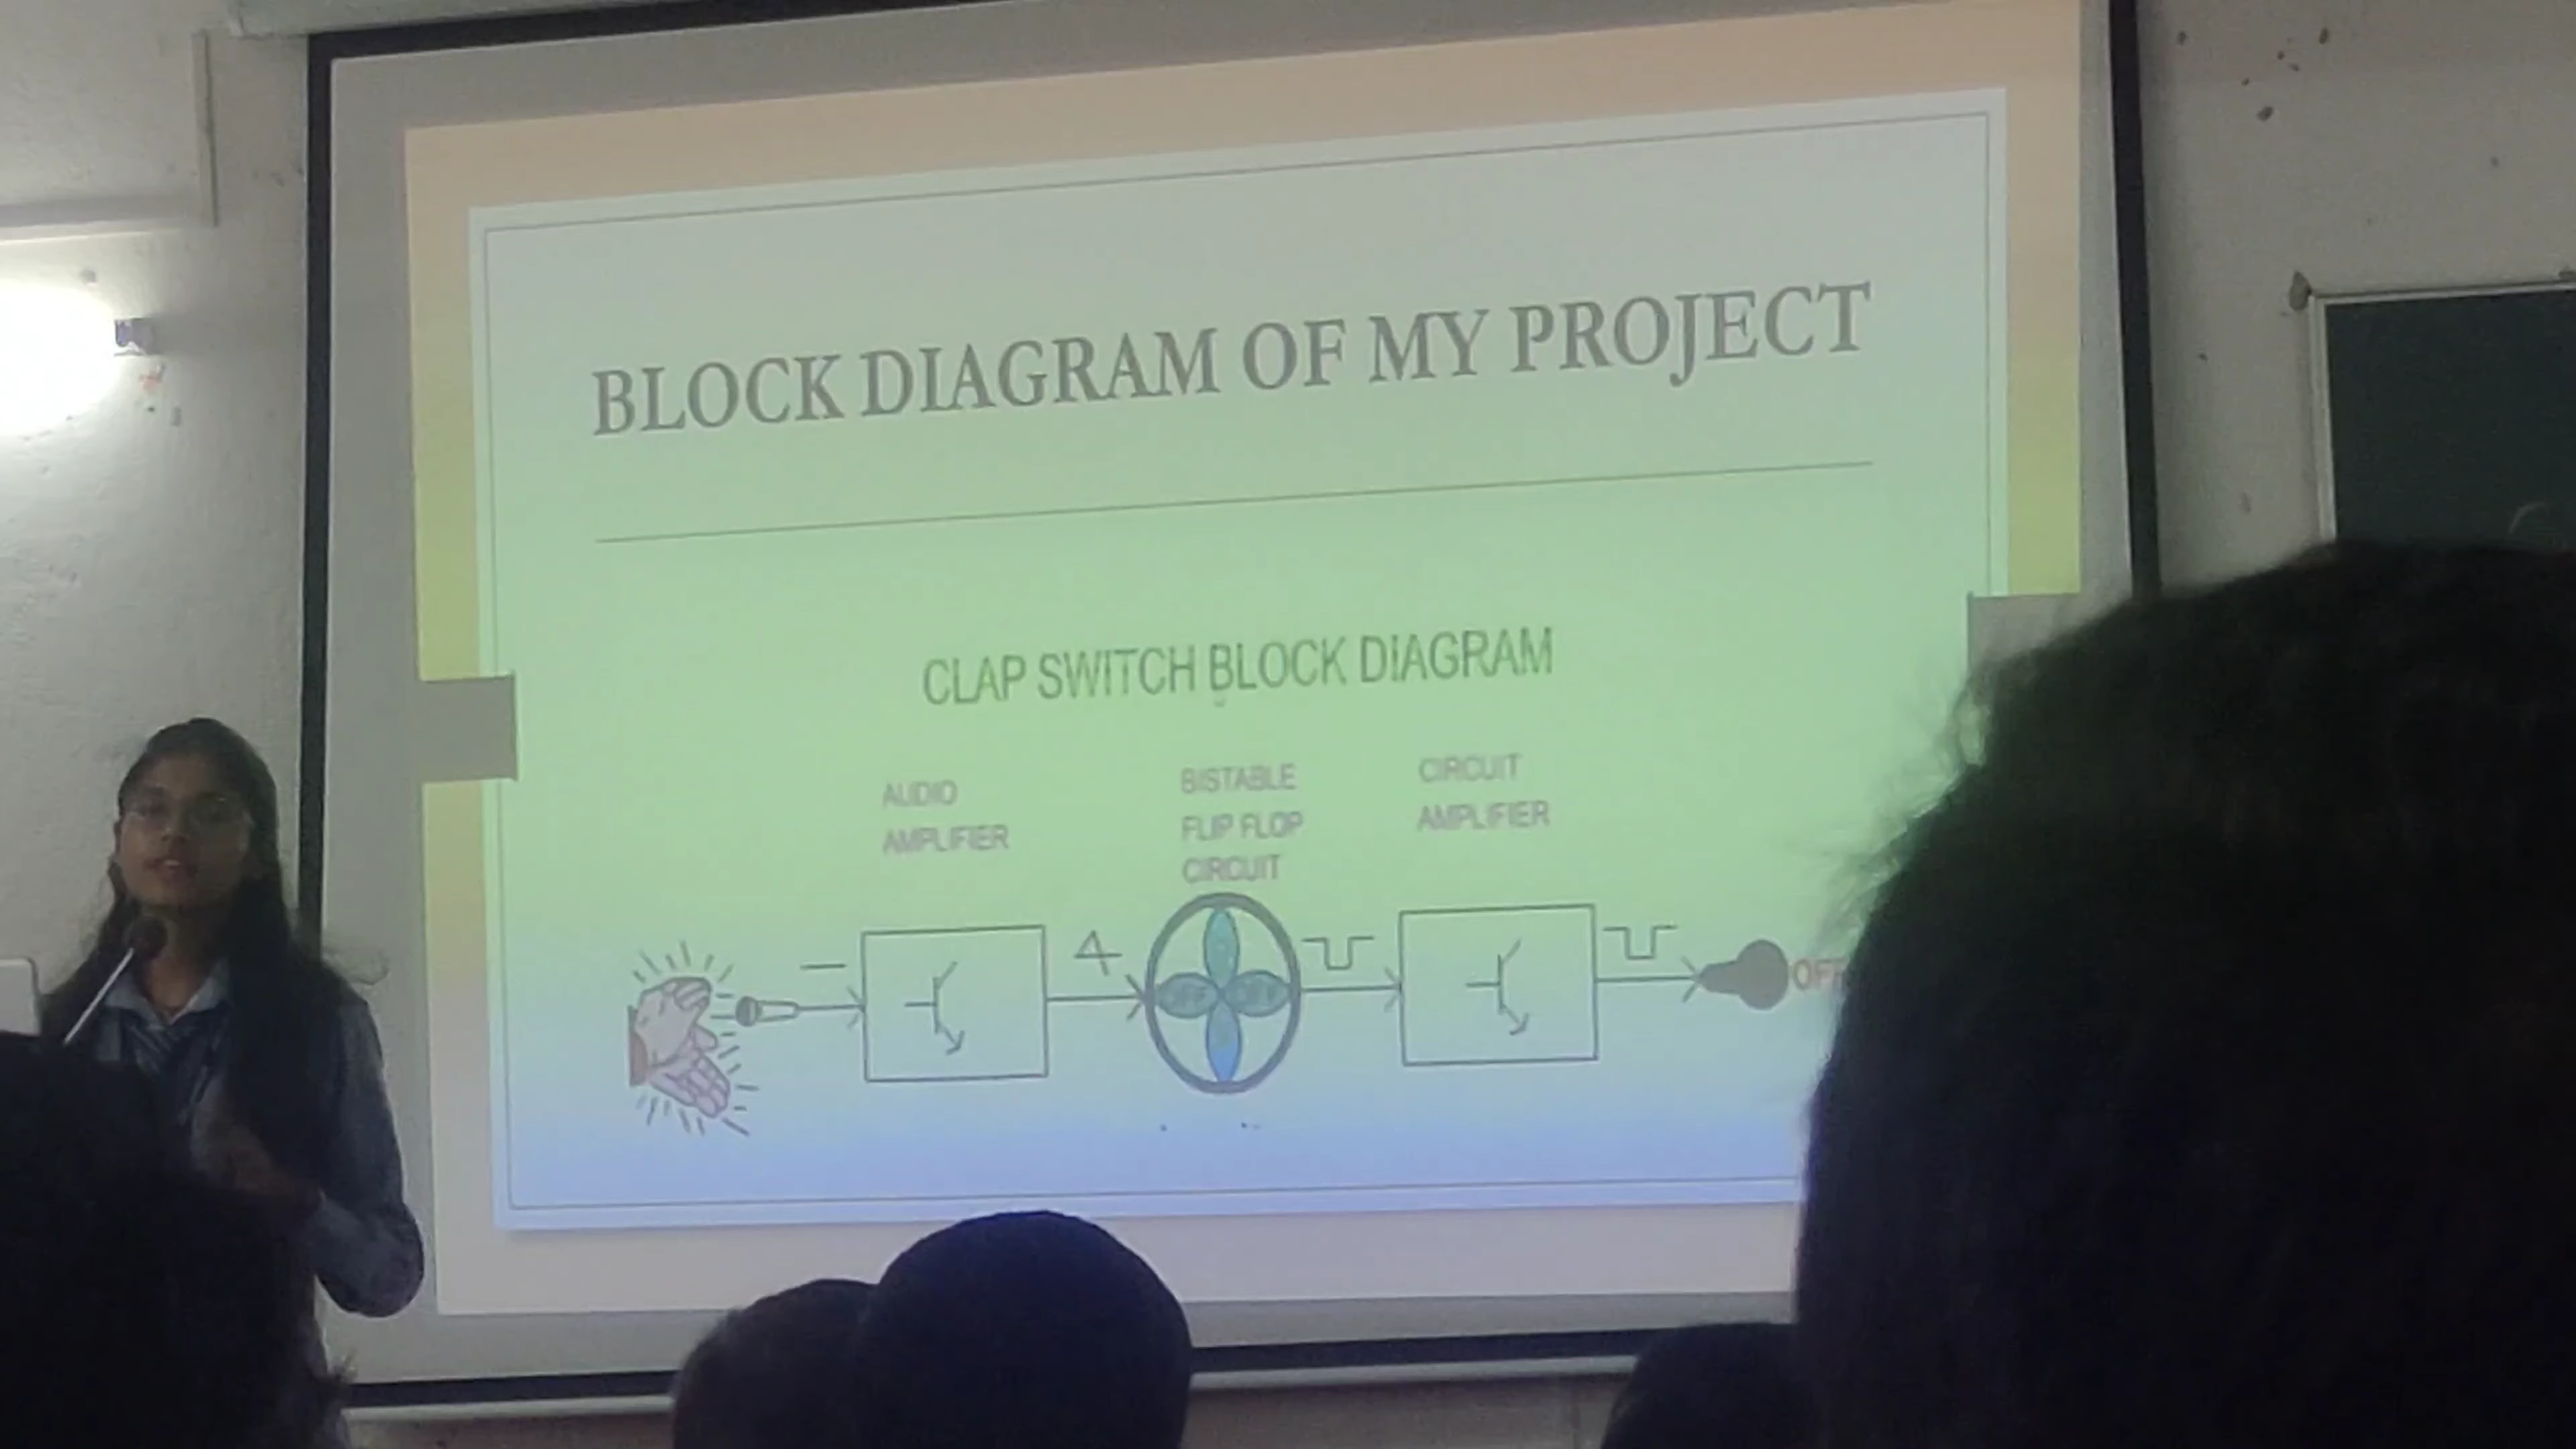 BLOCK DIAGRAM OF MY PROJECT
CLAP SWITCH BLOCK DIAGRAM
AUDIO
AMPLIFIER
BISTABLE
FLIP FLOP
CIRCUIT
CIRCUIT
AMPLIFIER